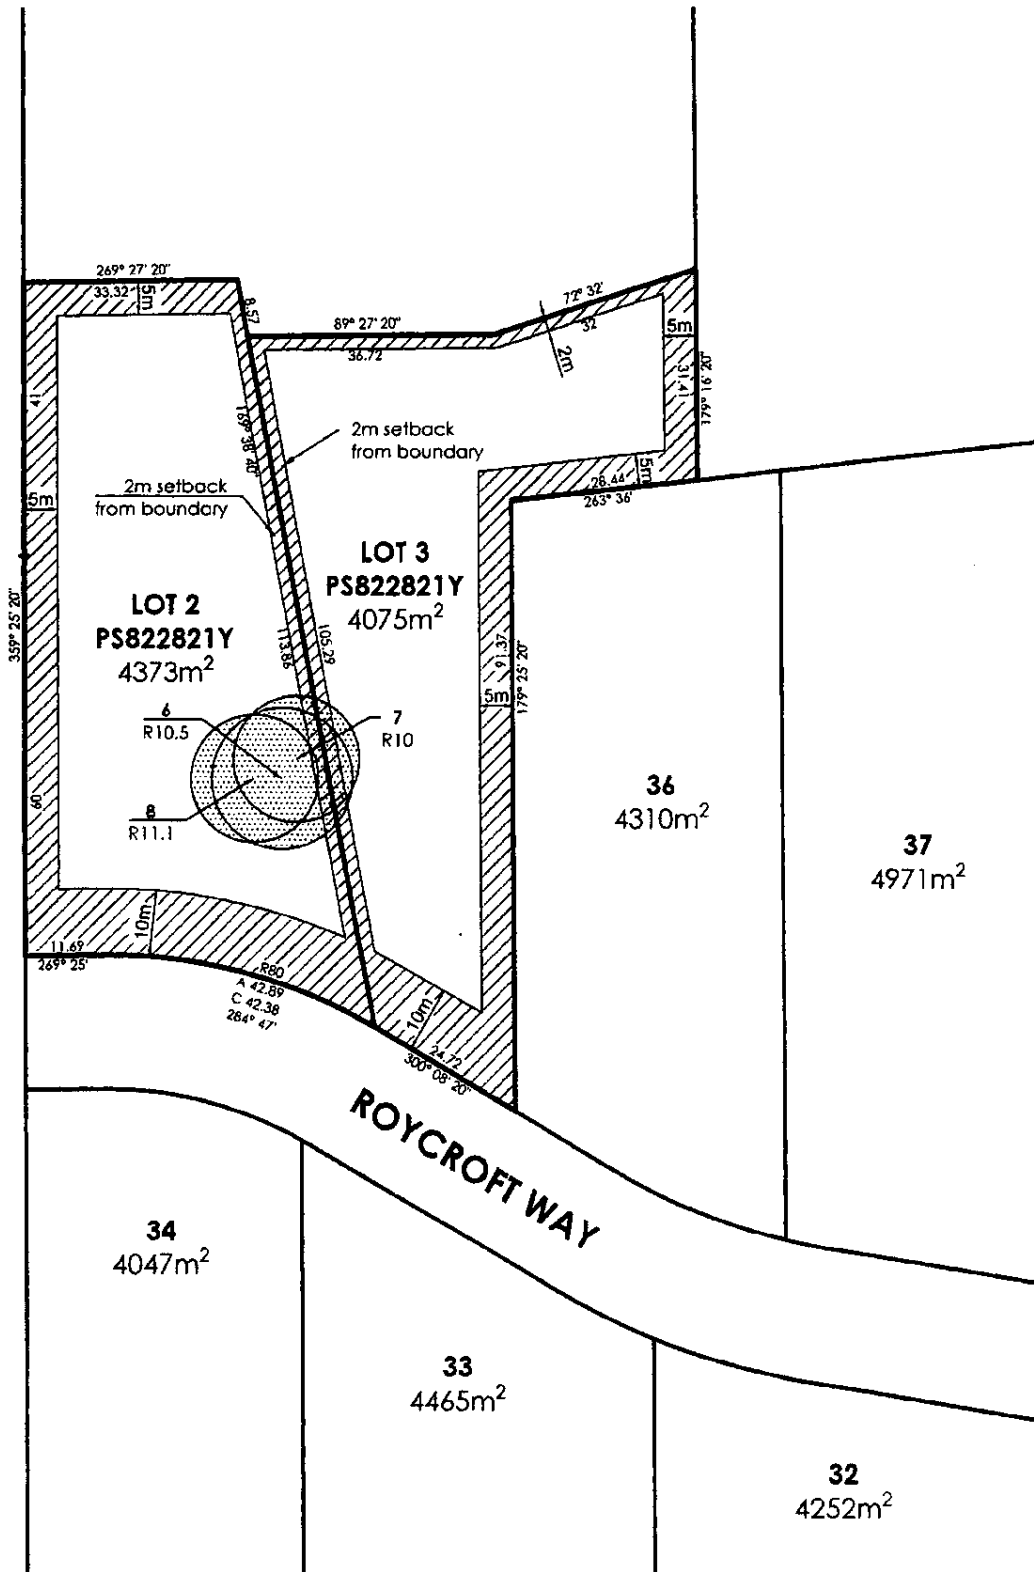 269° 27' 20"
33.32
5m
8.57
89° 27' 20"
36.72
72° 32'
32
2m
5m
31.41
179° 16' 20"
41
169° 38' 40"
2m setback
from boundary
28.44
263° 36'
5m
2m setback
from boundary
5m
359° 25' 20"
LOT 3
PS822821Y
4075m²
LOT 2
PS822821Y
4373m²
113.86
105.29
91.37
179° 25' 20"
5m
6
R10.5
7
R10
8
R11.1
60
36
4310m²
37
4971m²
10m
11.69
269° 25'
R80
A 42.89
C 42.38
284° 47'
10m
24.72
300° 08' 20"
ROYCROFT WAY
34
4047m²
33
4465m²
32
4252m²